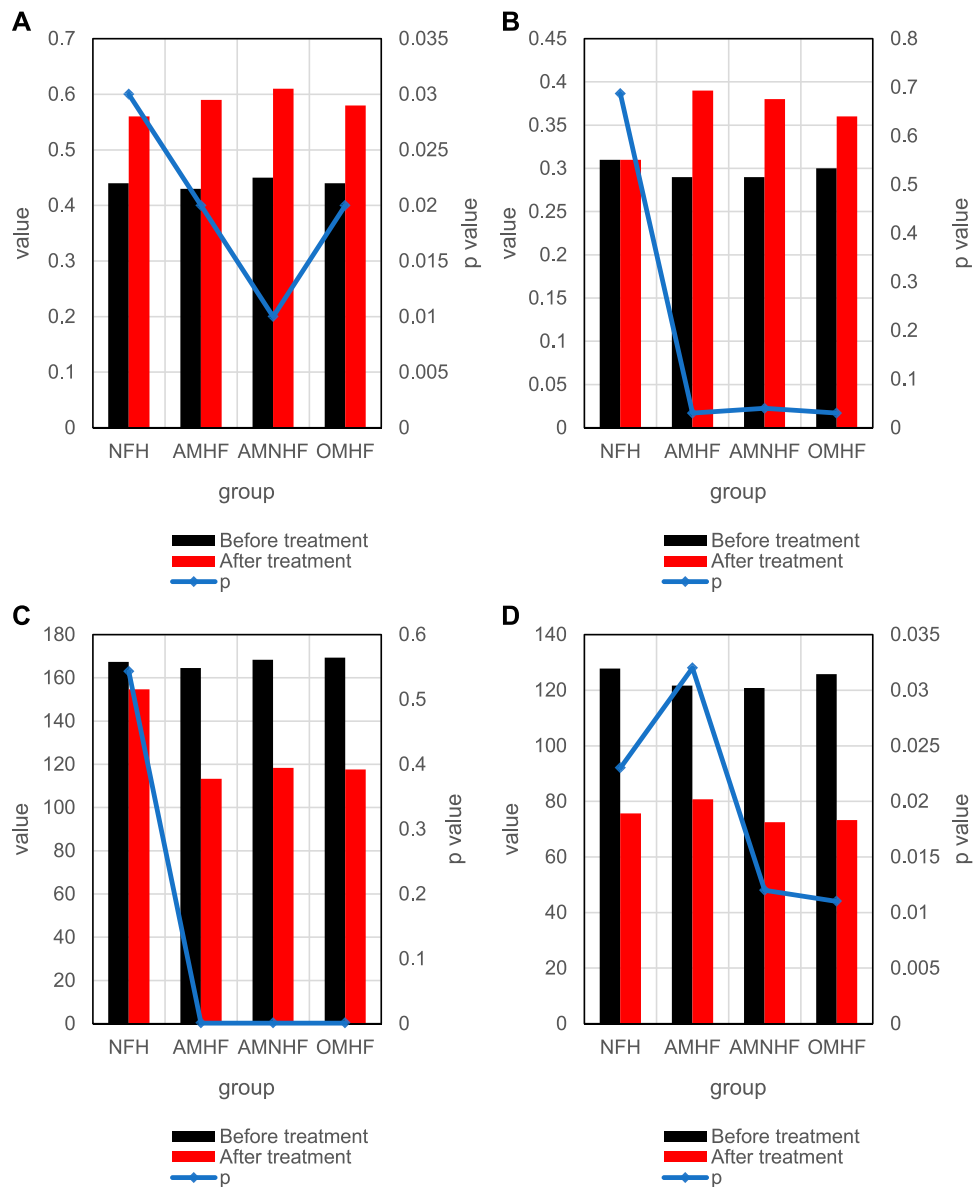 A
0.7
0.6
0.5
0.4
0.3
0.2
0.1
0
value
0.035
0.03
0.025
0.02
0.015
0.01
0.005
0
p value
NFH AMHF AMNHF OMHF
group
Before treatment
After treatment
p
B
0.45
0.4
0.35
0.3
0.25
0.2
0.15
0.1
0.05
0
value
0.8
0.7
0.6
0.5
0.4
0.3
0.2
0.1
0
p value
NFH AMHF AMNHF OMHF
group
Before treatment
After treatment
p
C
180
160
140
120
100
80
60
40
20
0
value
0.6
0.5
0.4
0.3
0.2
0.1
0
p value
NFH AMHF AMNHF OMHF
group
Before treatment
After treatment
p
D
140
120
100
80
60
40
20
0
value
0.035
0.03
0.025
0.02
0.015
0.01
0.005
0
p value
NFH AMHF AMNHF OMHF
group
Before treatment
After treatment
p